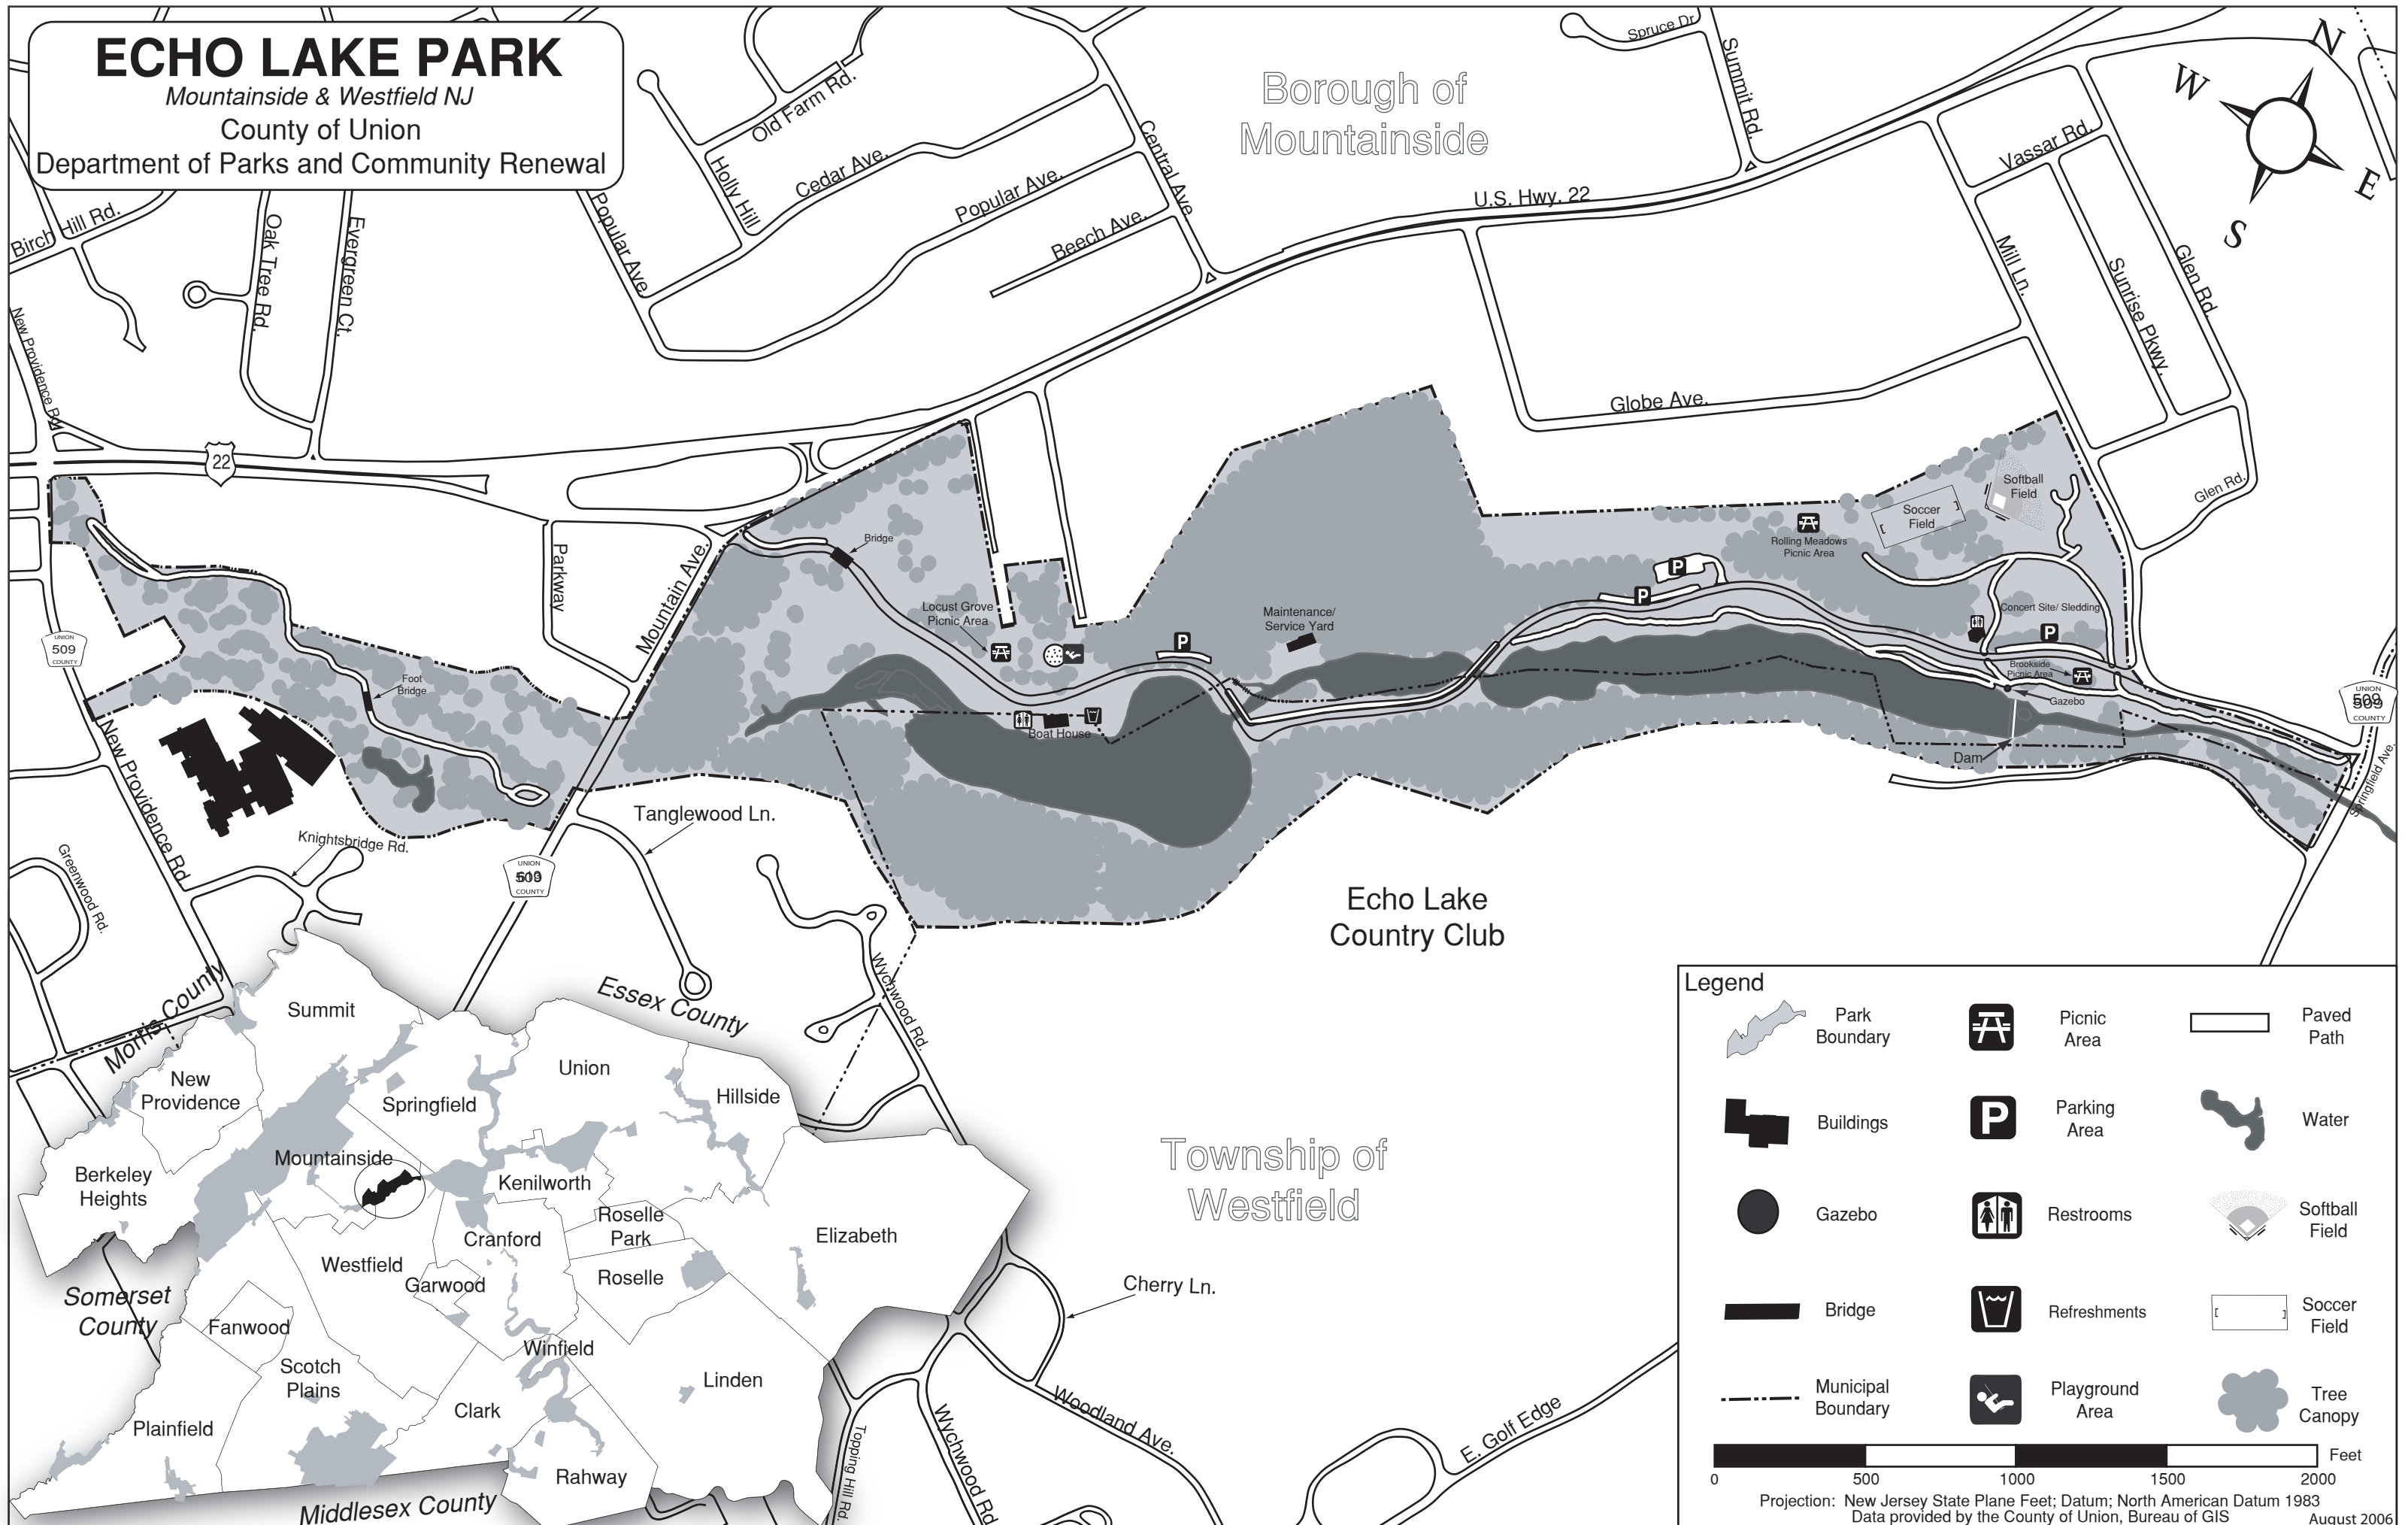 ECHO LAKE PARK
Mountainside & Westfield NJ
County of Union
Department of Parks and Community Renewal
Spruce Dr.
Summit Rd.
N
W
E
S
Borough of
Mountainside
Old Farm Rd.
Holly Hill
Cedar Ave.
Popular Ave.
Beech Ave.
Central Ave.
U.S. Hwy. 22
Vassar Rd.
Birch Hill Rd.
Oak Tree Rd.
Evergreen Ct.
Popular Ave.
Mill Ln.
Sunrise Pkwy.
Glen Rd.
New Providence Rd.
22
Globe Ave.
Glen Rd.
Softball
Field
Soccer
Field
Rolling Meadows
Picnic Area
Bridge
Parkway
Mountain Ave.
P
P
Locust Grove
Picnic Area
Maintenance/
Service Yard
Concert Site/ Sledding
P
P
UNION
509
COUNTY
Foot
Bridge
Brookside
Picnic Area
Gazebo
UNION
509
COUNTY
Boat House
Dam
Springfield Ave.
New Providence Rd.
Tanglewood Ln.
Knightsbridge Rd.
Greenwood Rd.
UNION
COUNTY
Echo Lake
Country Club
Wychwood Rd.
Township of
Westfield
Cherry Ln.
Woodland Ave.
Wychwood Rd.
Topping Hill Rd.
E. Golf Edge
Morris County
Essex County
Summit
New
Providence
Union
Springfield
Hillside
Mountainside
Berkeley
Heights
Kenilworth
Roselle
Park
Cranford
Elizabeth
Westfield
Garwood
Roselle
Somerset
County
Fanwood
Winfield
Scotch
Plains
Linden
Clark
Plainfield
Rahway
Middlesex County
Legend
Park
Boundary
Picnic
Area
Paved
Path
Buildings
P
Parking
Area
Water
Gazebo
Restrooms
Softball
Field
Bridge
Refreshments
Soccer
Field
Municipal
Boundary
Playground
Area
Tree
Canopy
Feet
0 500 1000 1500 2000
Projection: New Jersey State Plane Feet; Datum; North American Datum 1983
Data provided by the County of Union, Bureau of GIS
August 2006